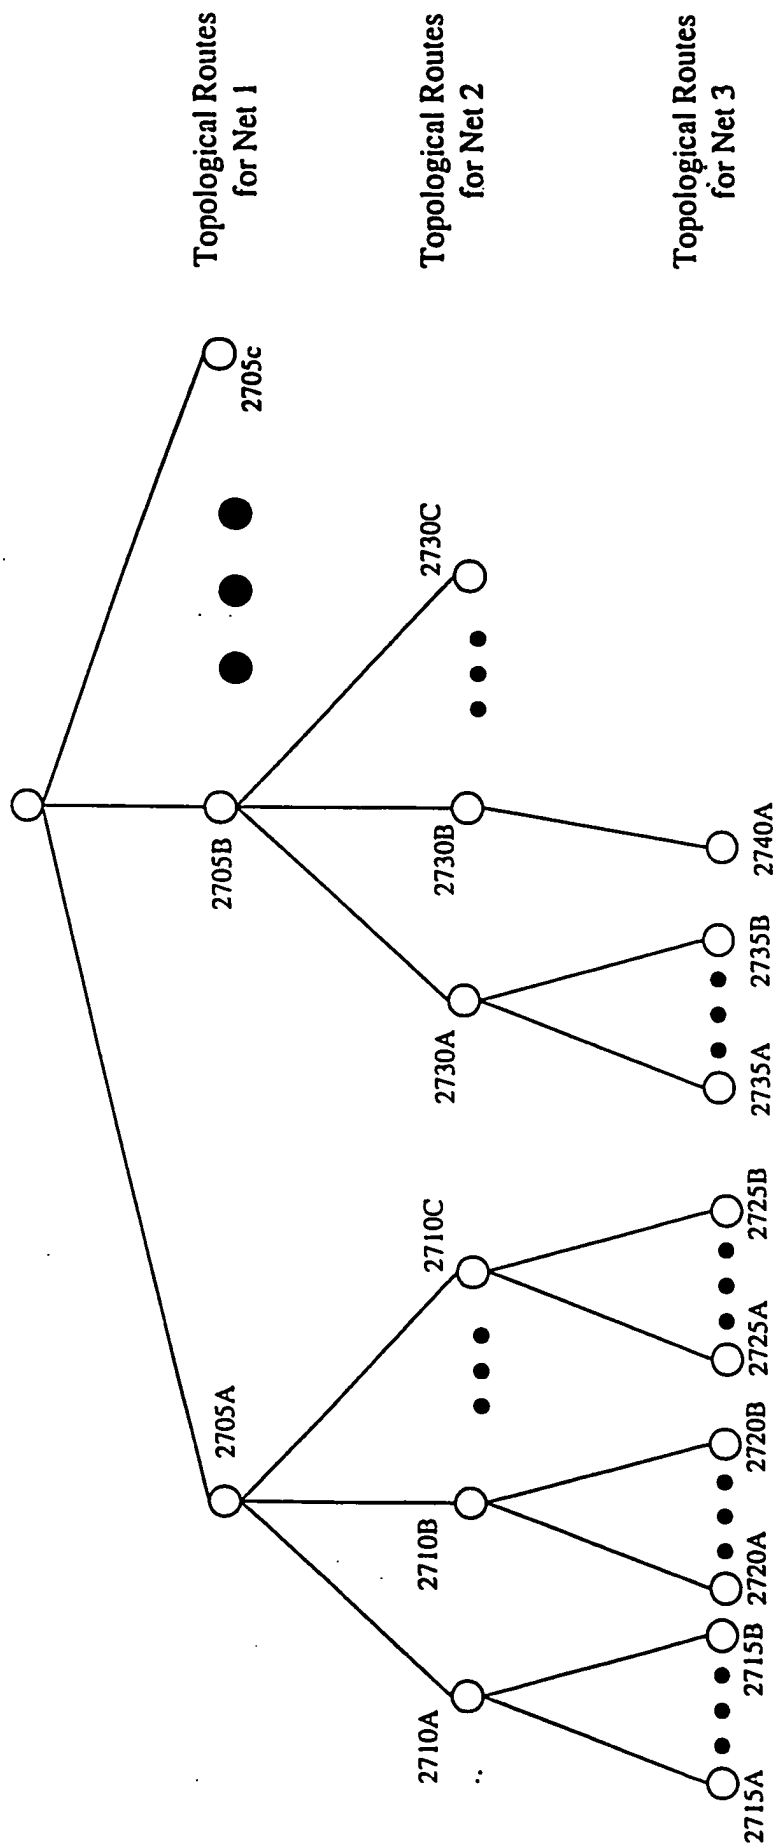 Topological Routes
for Net 1
2705A
2705B
2705c
Topological Routes
for Net 2
2710A
2710B
2710C
2730A
2730B
2730C
Topological Routes
for Net 3
2715A
2715B
2720A
2720B
2725A
2725B
2735A
2735B
2740A